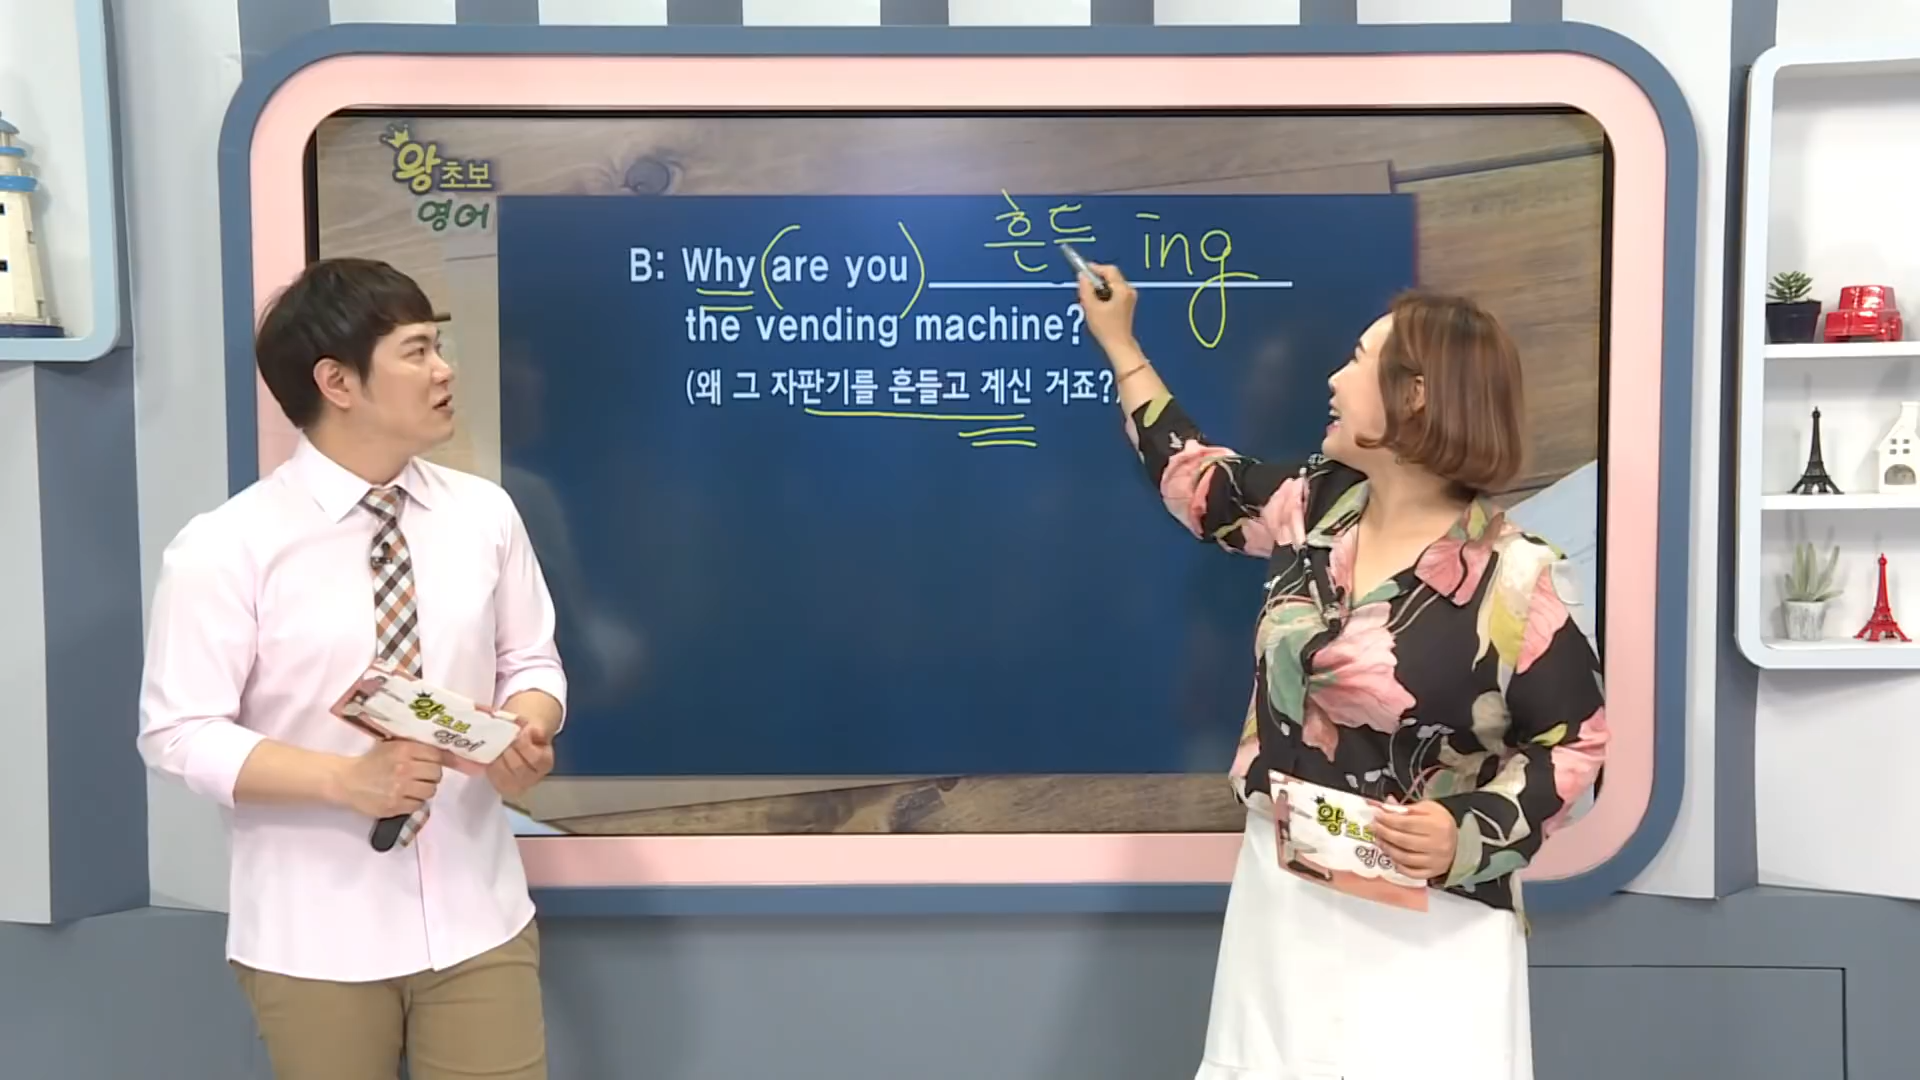 왕초보
영어
흔드 ing
B: Why (are you)
the vending machine?
(왜 그 자판기를 흔들고 계신 거죠?)
왕초보
영어
왕초보
영어